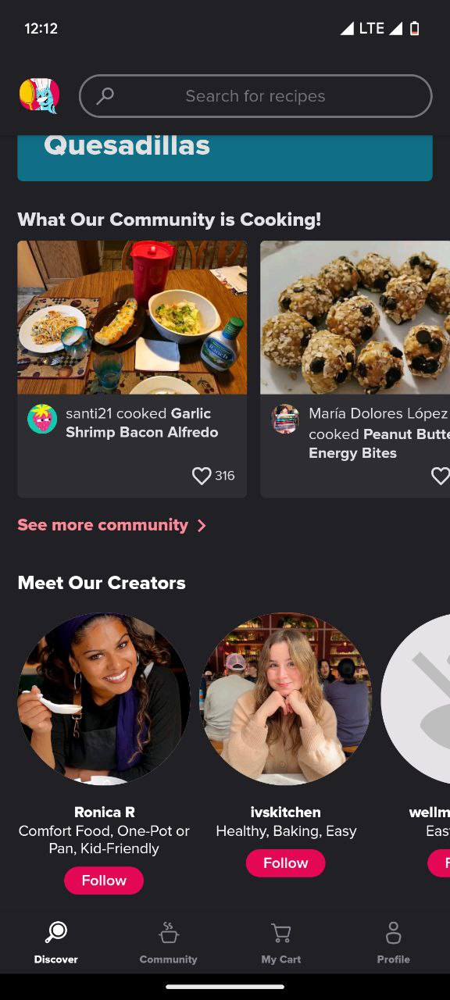 12:12
LTE
Search for recipes
Quesadillas
What Our Community is Cooking!
Ranch
santi21 cooked Garlic
Shrimp Bacon Alfredo
316
María Dolores López
cooked Peanut Butte
Energy Bites
See more community
Meet Our Creators
Ronica R
Comfort Food, One-Pot or
Pan, Kid-Friendly
Follow
ivskitchen
Healthy, Baking, Easy
Follow
wellm
Eas
F
Discover
Community
My Cart
Profile